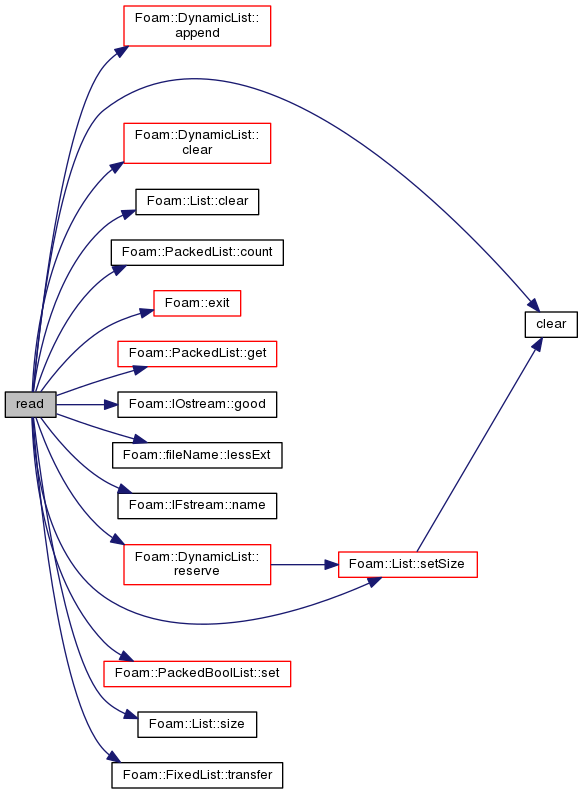 Foam::DynamicList::
append
Foam::DynamicList::
clear
Foam::List::clear
Foam::PackedList::count
Foam::exit
clear
Foam::PackedList::get
read
Foam::IOstream::good
Foam::fileName::lessExt
Foam::IFstream::name
Foam::DynamicList::
reserve
Foam::List::setSize
Foam::PackedBoolList::set
Foam::List::size
Foam::FixedList::transfer